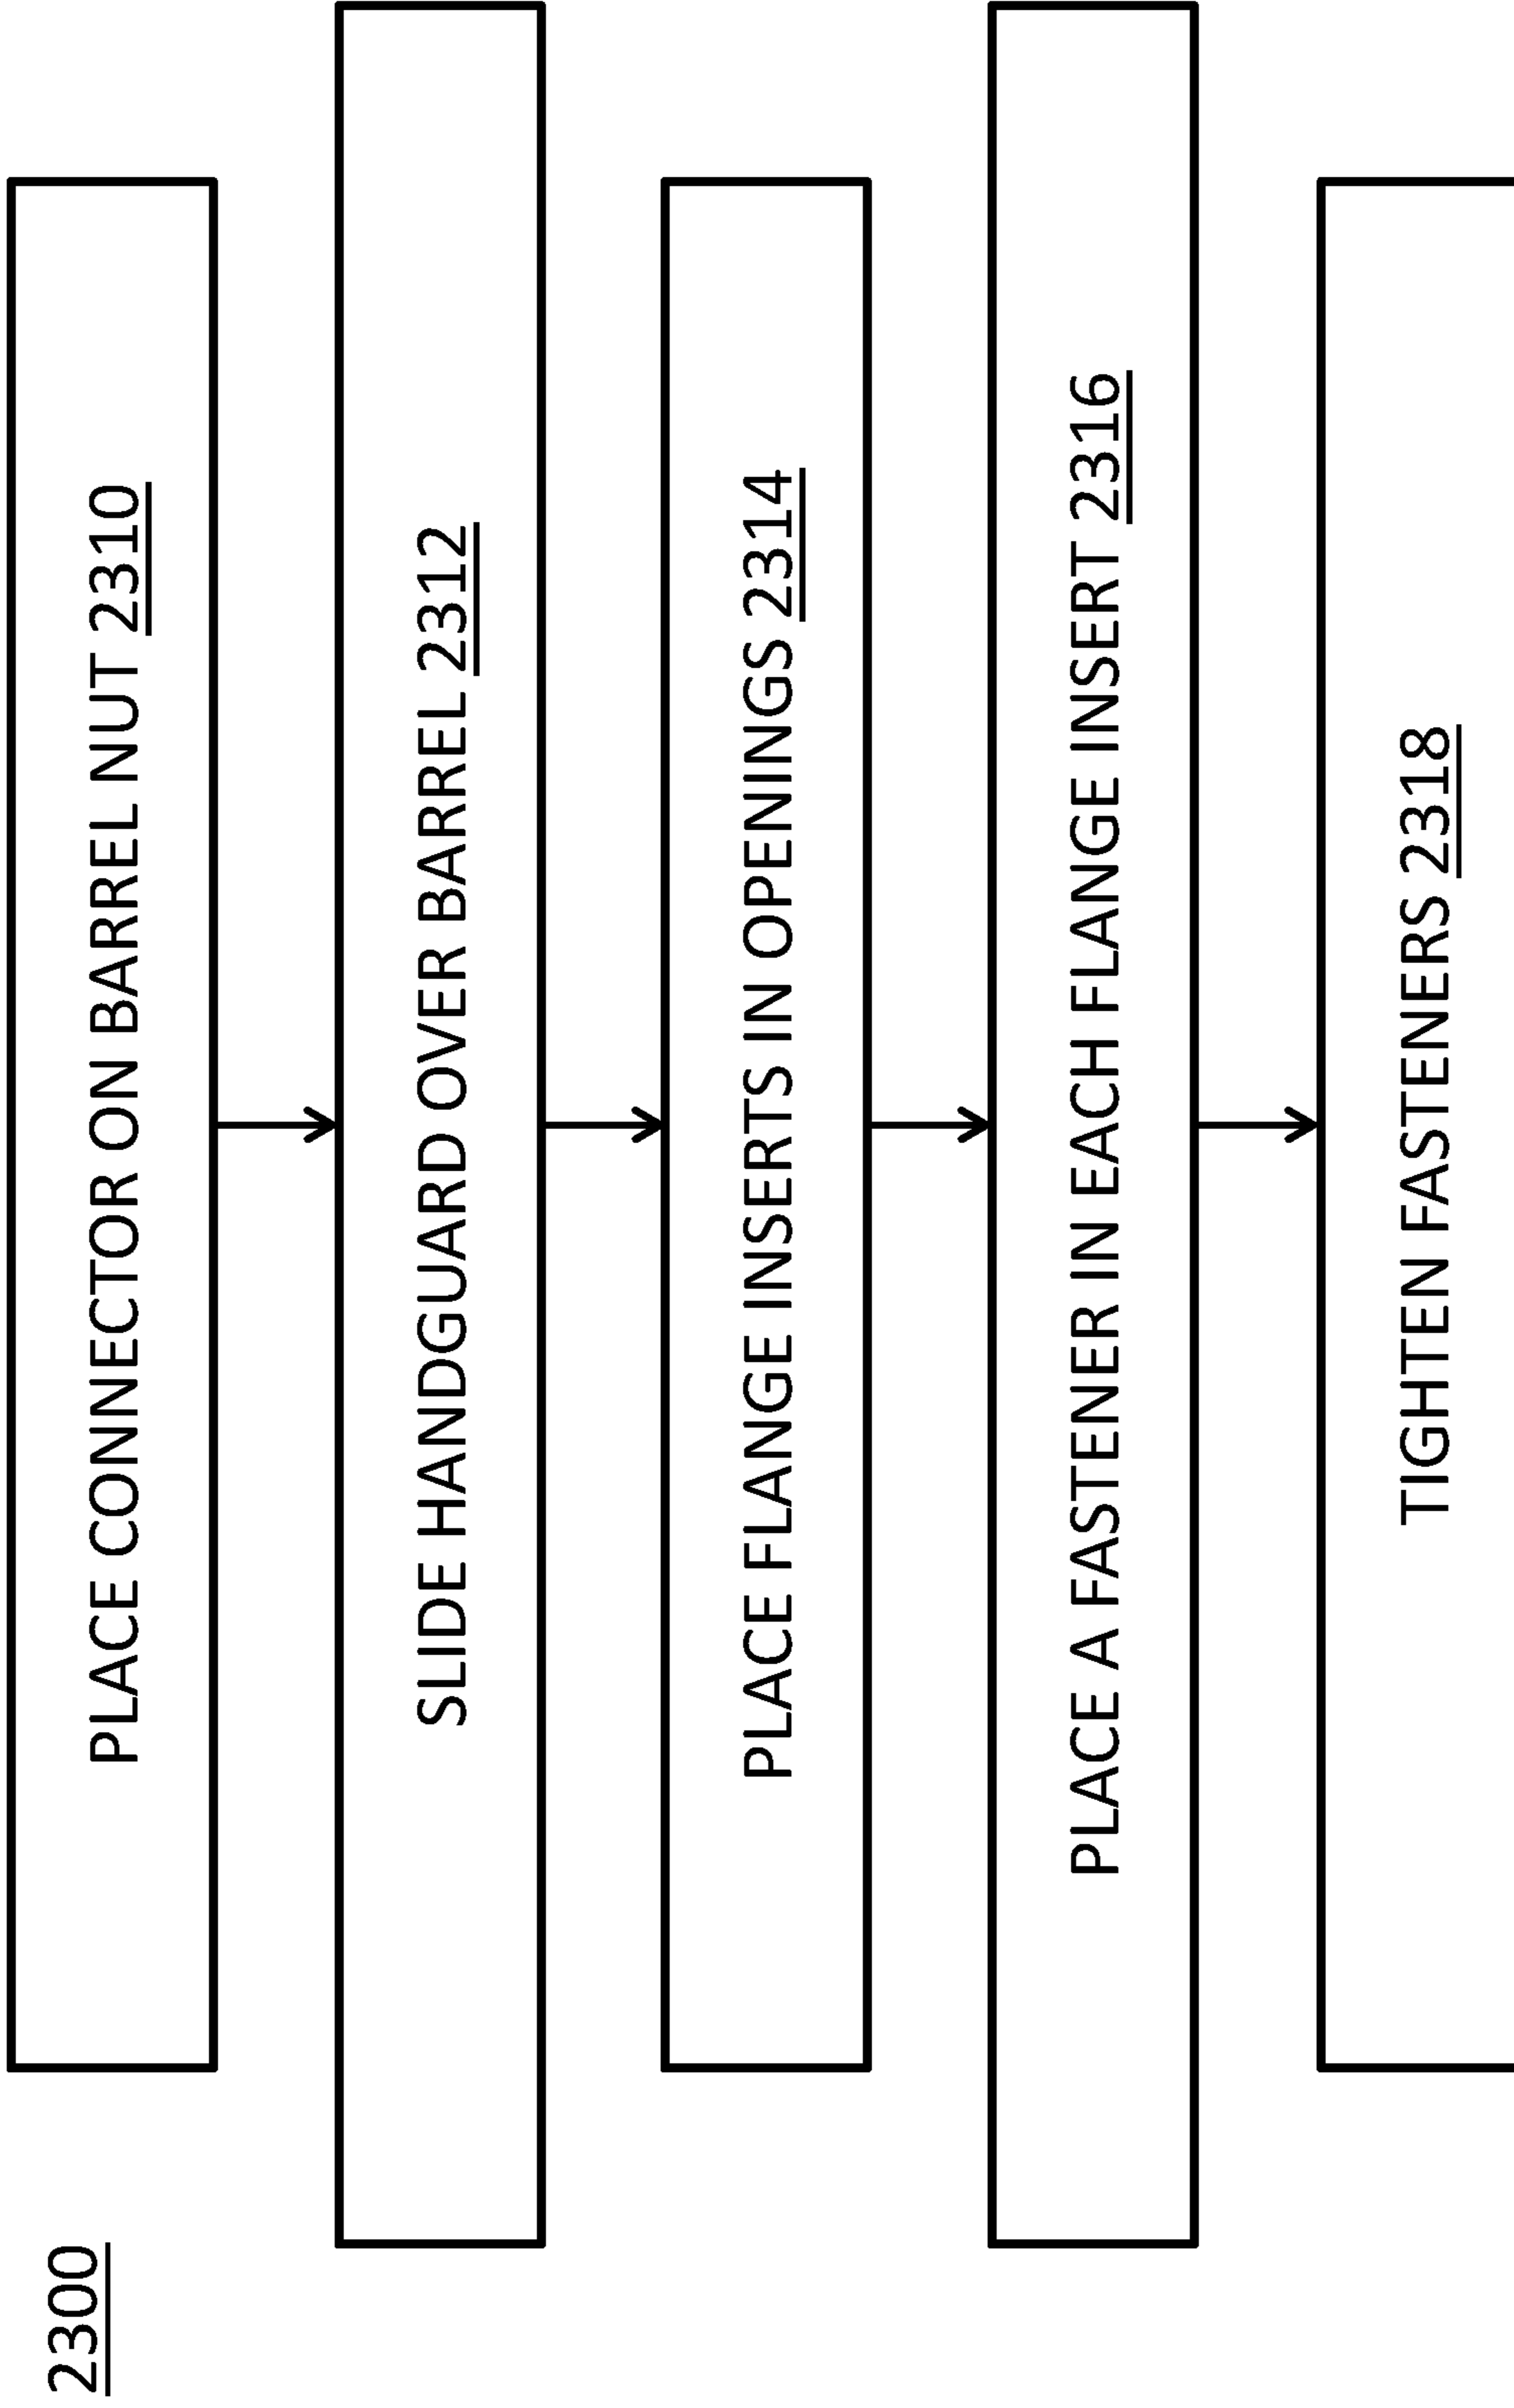 2300
PLACE CONNECTOR ON BARREL NUT 2310
SLIDE HANDGUARD OVER BARREL 2312
PLACE FLANGE INSERTS IN OPENINGS 2314
PLACE A FASTENER IN EACH FLANGE INSERT 2316
TIGHTEN FASTENERS 2318